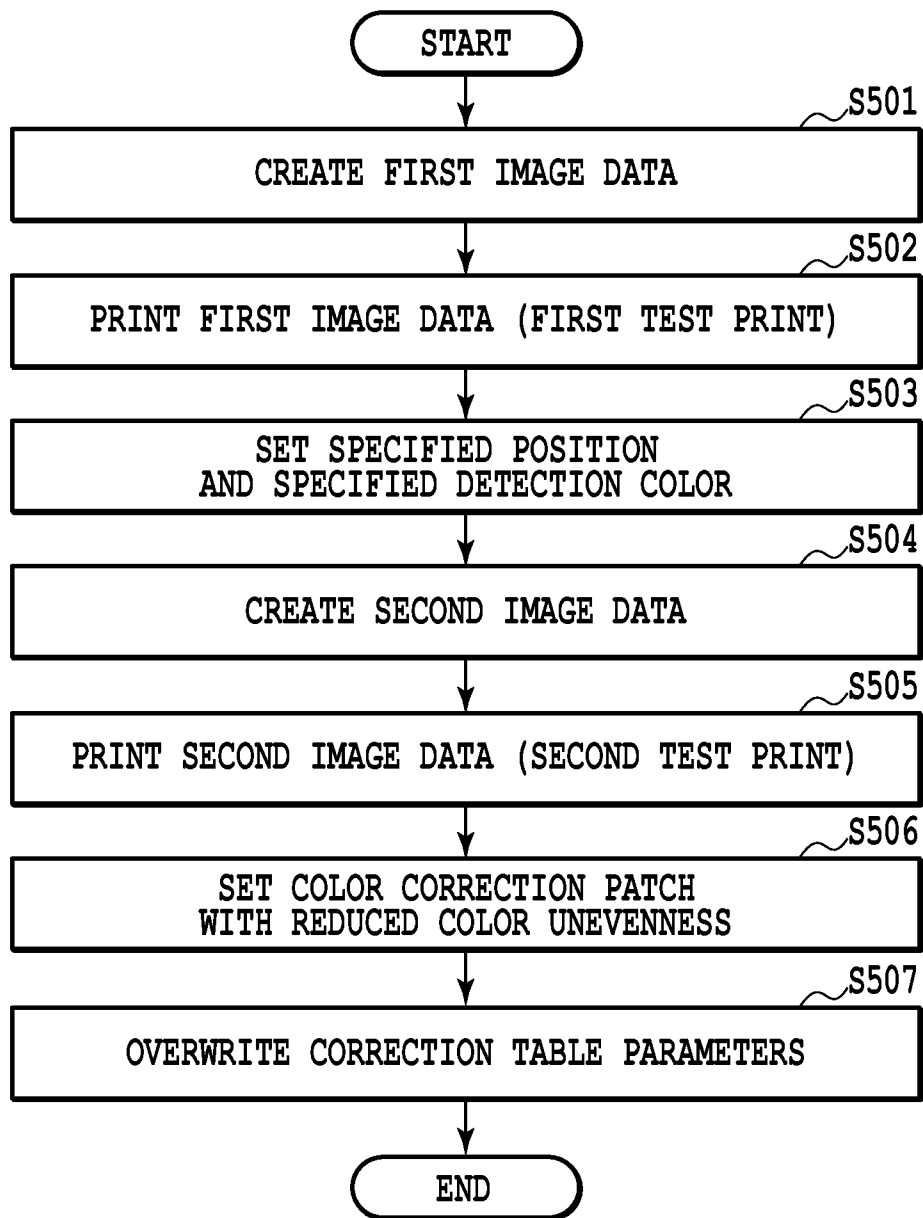 START
S501
CREATE FIRST IMAGE DATA
S502
PRINT FIRST IMAGE DATA (FIRST TEST PRINT)
S503
SET SPECIFIED POSITION
AND SPECIFIED DETECTION COLOR
S504
CREATE SECOND IMAGE DATA
S505
PRINT SECOND IMAGE DATA (SECOND TEST PRINT)
S506
SET COLOR CORRECTION PATCH
WITH REDUCED COLOR UNEVENNESS
S507
OVERWRITE CORRECTION TABLE PARAMETERS
END